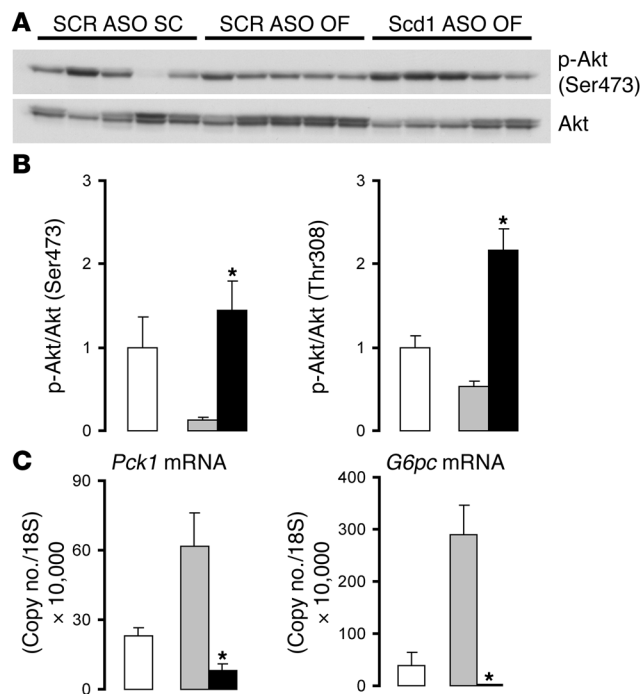 A
SCR ASO SC
SCR ASO OF
Scd1 ASO OF
p-Akt
(Ser473)
Akt
B
p-Akt/Akt (Ser473)
3
2
1
0
*
p-Akt/Akt (Thr308)
3
2
1
0
*
C
Pck1 mRNA
(Copy no./18S)
× 10,000
90
60
30
0
*
G6pc mRNA
(Copy no./18S)
× 10,000
400
300
200
100
0
*